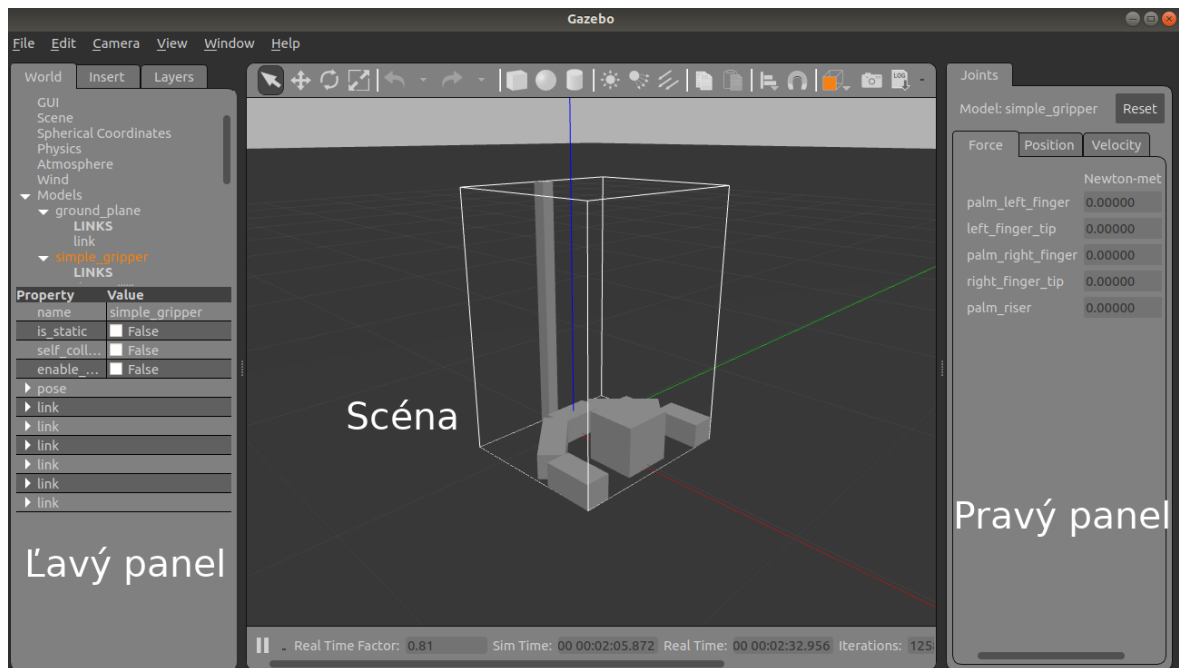 Gazebo
File Edit Camera View Window Help
World Insert Layers
GUI
Scene
Spherical Coordinates
Physics
Atmosphere
Wind
Models
ground_plane
LINKS
link
simple_gripper
LINKS
Property Value
name simple_gripper
is_static False
self_coll... False
enable_... False
pose
link
link
link
link
link
link
Ľavý panel
LOG
Scéna
Real Time Factor: 0.81 Sim Time: 00 00:02:05.872 Real Time: 00 00:02:32.956 Iterations: 125
Joints
Model: simple_gripper Reset
Force Position Velocity
Newton-met
palm_left_finger 0.00000
left_finger_tip 0.00000
palm_right_finger 0.00000
right_finger_tip 0.00000
palm_riser 0.00000
Pravý panel